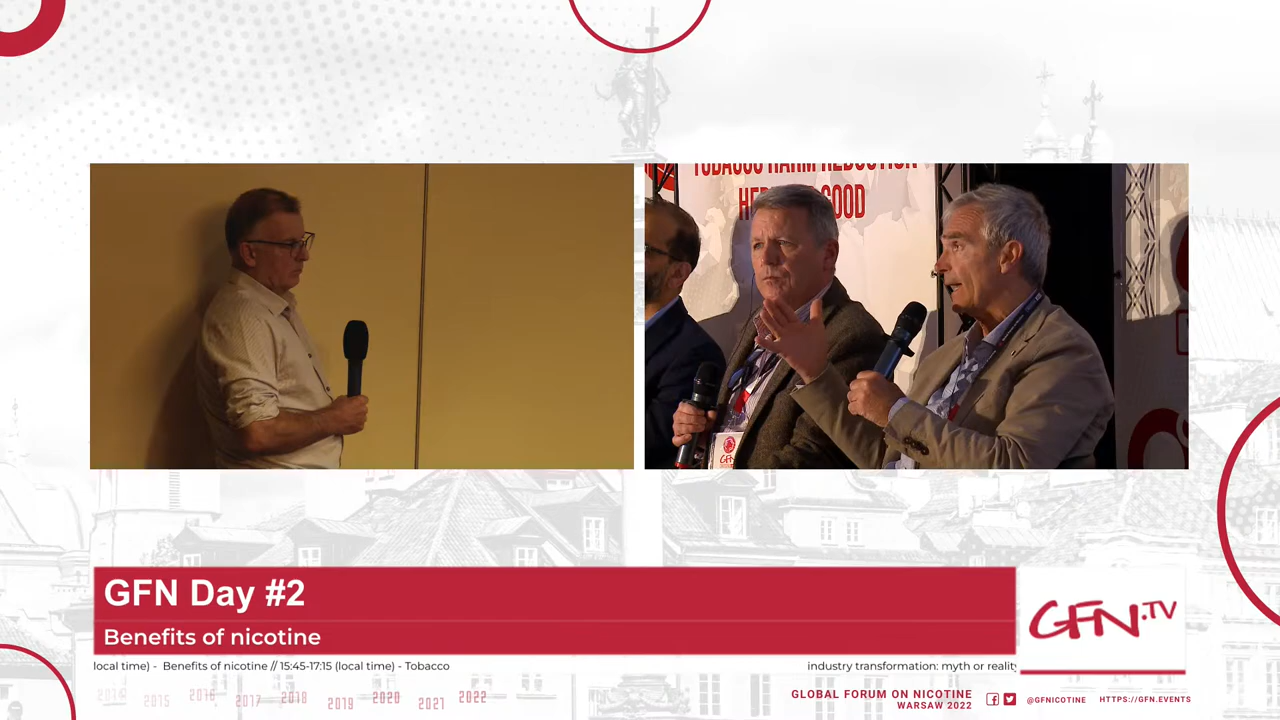 TOBACCO HARM REDUCTION
GOOD
GFN
GFN Day #2
Benefits of nicotine
GFN.TV
local time) - Benefits of nicotine // 15:45-17:15 (local time) - Tobacco
industry transformation: myth or reality
2014 2015 2016 2017 2018 2019 2020 2021 2022
GLOBAL FORUM ON NICOTINE
WARSAW 2022
@GFNICOTINE
HTTPS://GFN.EVENTS